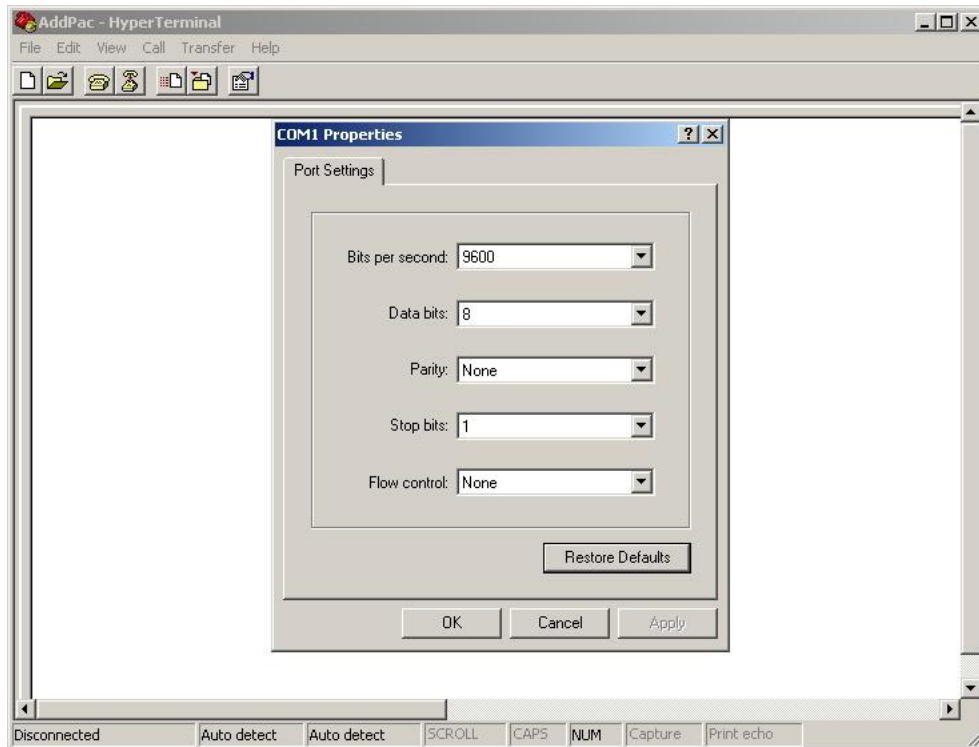 AddPac - HyperTerminal
File Edit View Call Transfer Help
COM1 Properties
Port Settings
Bits per second: 9600
Data bits: 8
Parity: None
Stop bits: 1
Flow control: None
Restore Defaults
OK Cancel Apply
Disconnected Auto detect Auto detect SCROLL CAPS NUM Capture Print echo